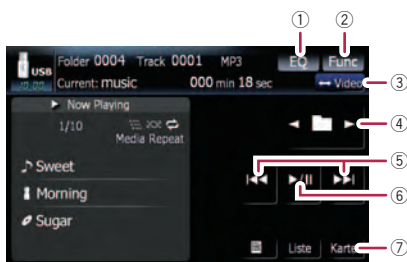 ① ②
USB Folder 0004 Track 0001 MP3 EQ Func
Current: music 000 min 18 sec Video ③
Now Playing
1/10
Media Repeat
④
Sweet
⑤
Morning
⑥
Sugar
Liste Karte ⑦